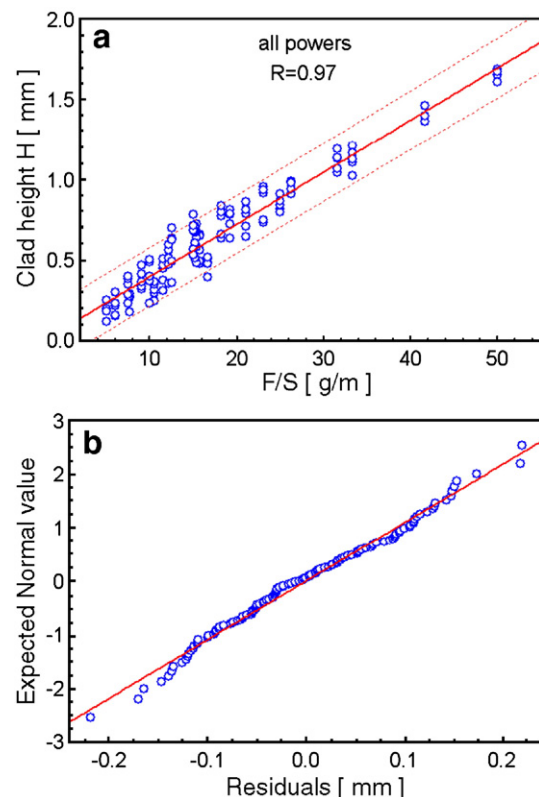 a
all powers
R=0.97
Clad height H [ mm ]
2.0
1.5
1.0
0.5
0.0
10 20 30 40 50
F/S [ g/m ]
b
Expected Normal value
3
2
1
0
-1
-2
-3
-0.2 -0.1 0.0 0.1 0.2
Residuals [ mm ]